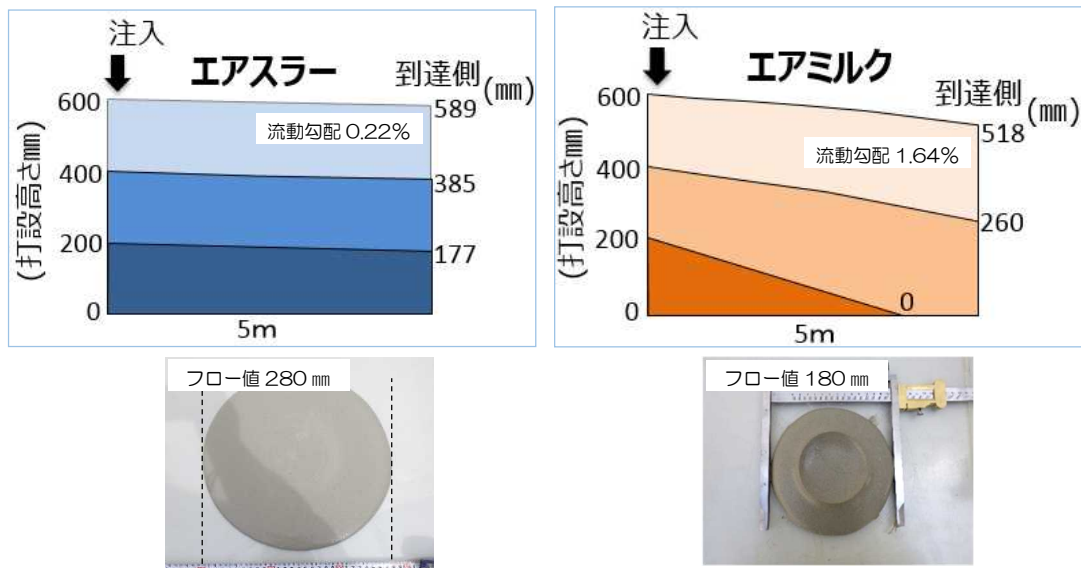 注入
エアスラー
到達側
(mm)
(打設高さmm)
600
400
200
0
589
385
177
流動勾配 0.22%
5m
注入
エアミルク
到達側
(mm)
(打設高さmm)
600
400
200
0
518
260
0
流動勾配 1.64%
5m
フロー値 280 ㎜
フロー値 180 ㎜